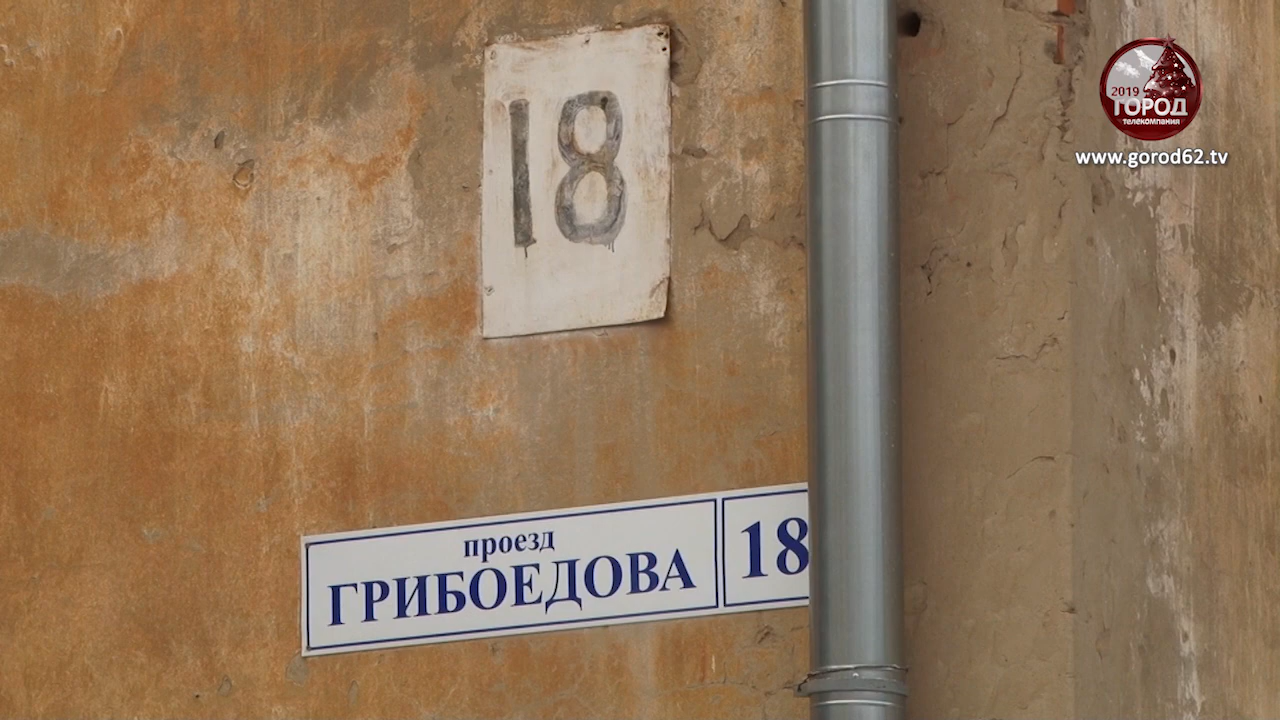 18
2019
ГОРОД
телекомпания
www.gorod62.tv
проезд
ГРИБОЕДОВА
18